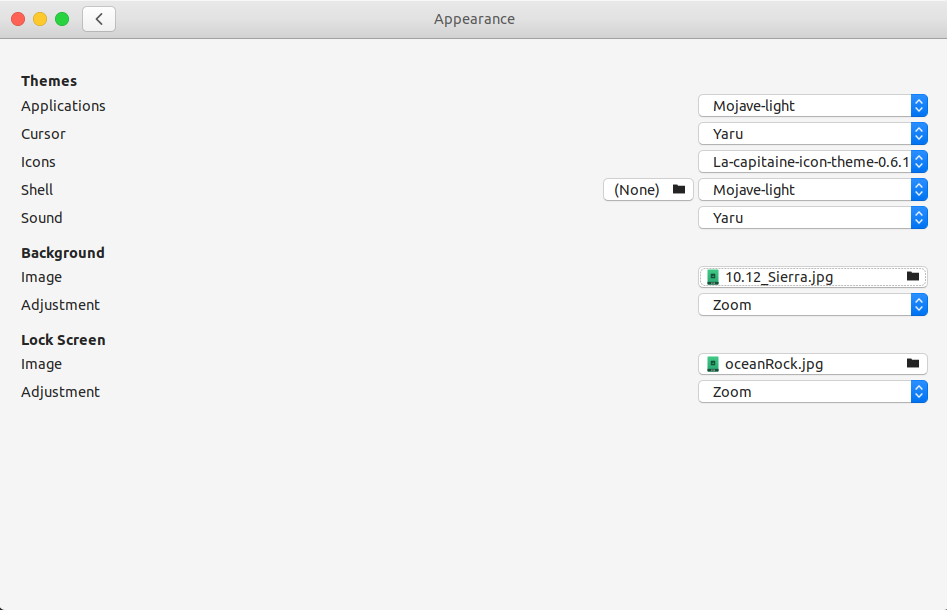 Appearance
Themes
Applications Mojave-light
Cursor Yaru
Icons La-capitaine-icon-theme-0.6.1
Shell (None) Mojave-light
Sound Yaru
Background
Image 10.12_Sierra.jpg
Adjustment Zoom
Lock Screen
Image oceanRock.jpg
Adjustment Zoom